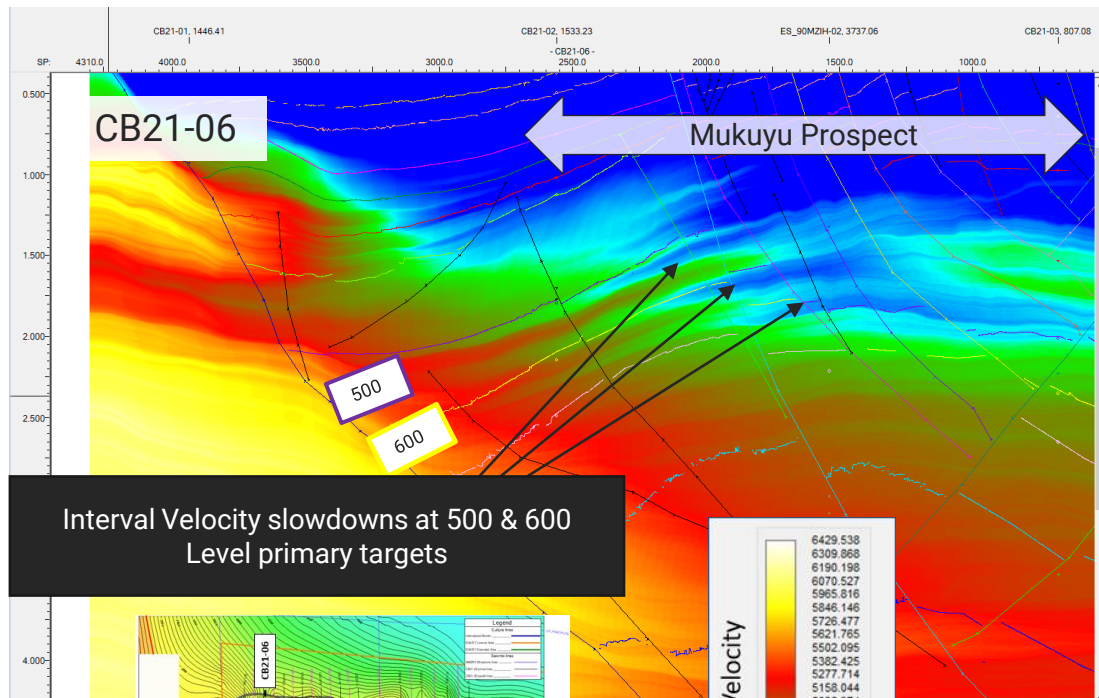 CB21-01, 1446.41
CB21-02, 1533.23
ES_90MZIH-02, 3737.06
CB21-03, 807.08
- CB21-06 -
SP: 4310.0 4000.0 3500.0 3000.0 2500.0 2000.0 1500.0 1000.0
0.500
CB21-06
Mukuyu Prospect
1.000
1.500
2.000
500
2.500
600
Interval Velocity slowdowns at 500 & 600
Level primary targets
6429.538
6309.868
6190.198
6070.527
5965.816
5846.146
5726.477
5621.765
5502.095
5382.425
5277.714
5158.044
Velocity
4.000
CB21-06
Legend